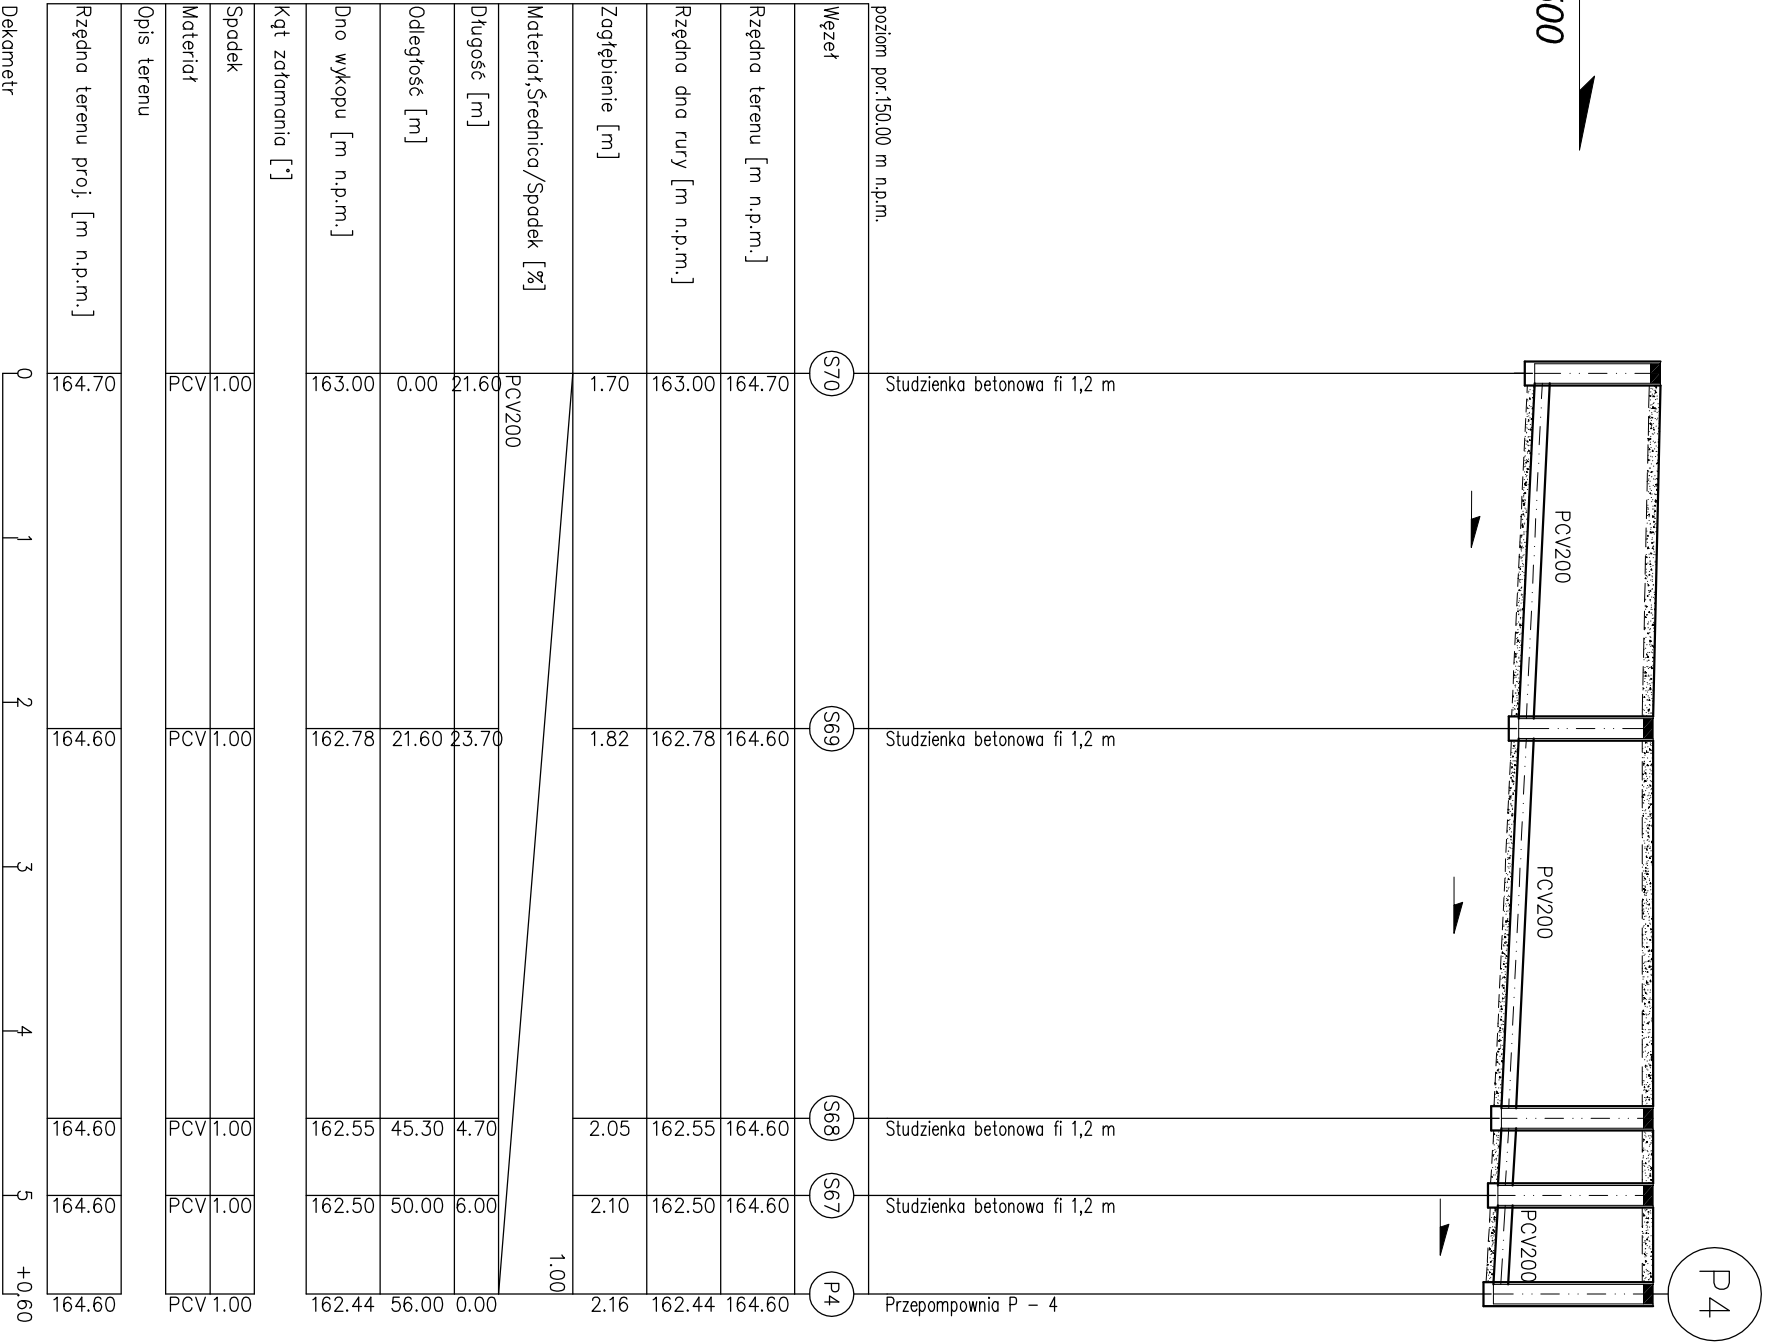 500
P4
PCV200
PCV200
PCV200
poziom por.150.00 m n.p.m.
Studzienka betonowa fi 1,2 m
Studzienka betonowa fi 1,2 m
Studzienka betonowa fi 1,2 m
Studzienka betonowa fi 1,2 m
Przepompownia P - 4
Węzeł S70 S69 S68 S67 P4
Rzędna terenu [m n.p.m.] 164.70 164.60 164.60 164.60 164.60
Rzędna dna rury [m n.p.m.] 163.00 162.78 162.55 162.50 162.44
Zagłębienie [m] 1.70 1.82 2.05 2.10 2.16
Materiał,Średnica/Spadek [%] PCV200 1.00
Długość [m] 21.60 23.70 4.70 6.00 0.00
Odległość [m] 0.00 21.60 45.30 50.00 56.00
Dno wykopu [m n.p.m.] 163.00 162.78 162.55 162.50 162.44
Kąt załamania [°]
Spadek 1.00 1.00 1.00 1.00 1.00
Materiał PCV PCV PCV PCV PCV
Opis terenu
Rzędna terenu proj. [m n.p.m.] 164.70 164.60 164.60 164.60 164.60
Dekametr 0 1 2 3 4 5 +0.60